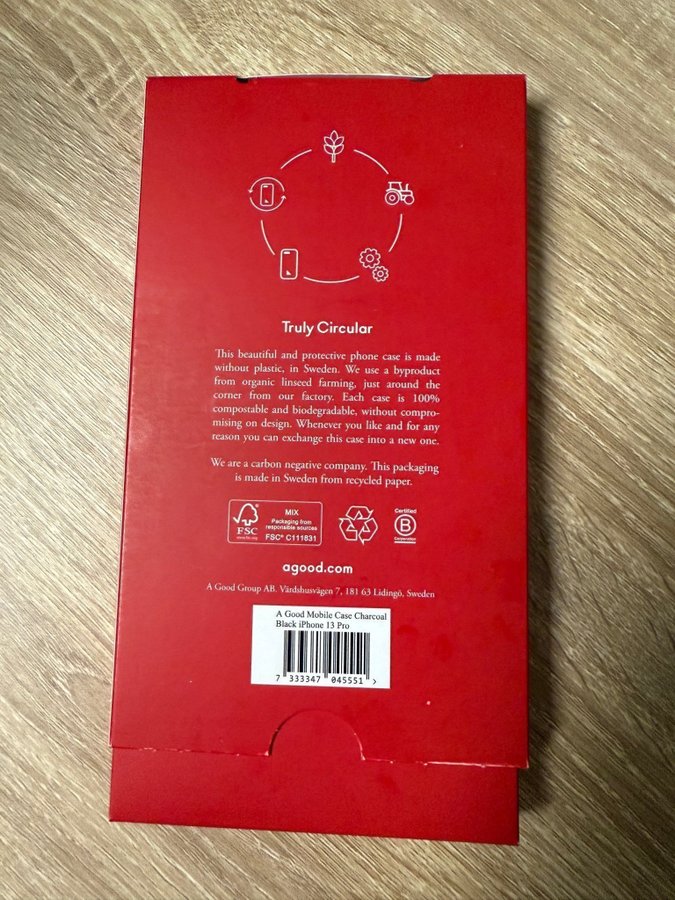 Truly Circular
This beautiful and protective phone case is made
without plastic, in Sweden. We use a byproduct
from organic linseed farming, just around the
corner from our factory. Each case is 100%
compostable and biodegradable, without compro-
mising on design. Whenever you like and for any
reason you can exchange this case into a new one.
We are a carbon negative company. This packaging
is made in Sweden from recycled paper.
FSC
www.fsc.org
MIX
Packaging from
responsible sources
FSC® C111831
Certified
B
Corporation
agood.com
A Good Group AB. Värdshusvägen 7, 181 63 Lidingö, Sweden
A Good Mobile Case Charcoal
Black iPhone 13 Pro
7 333347 045551 >